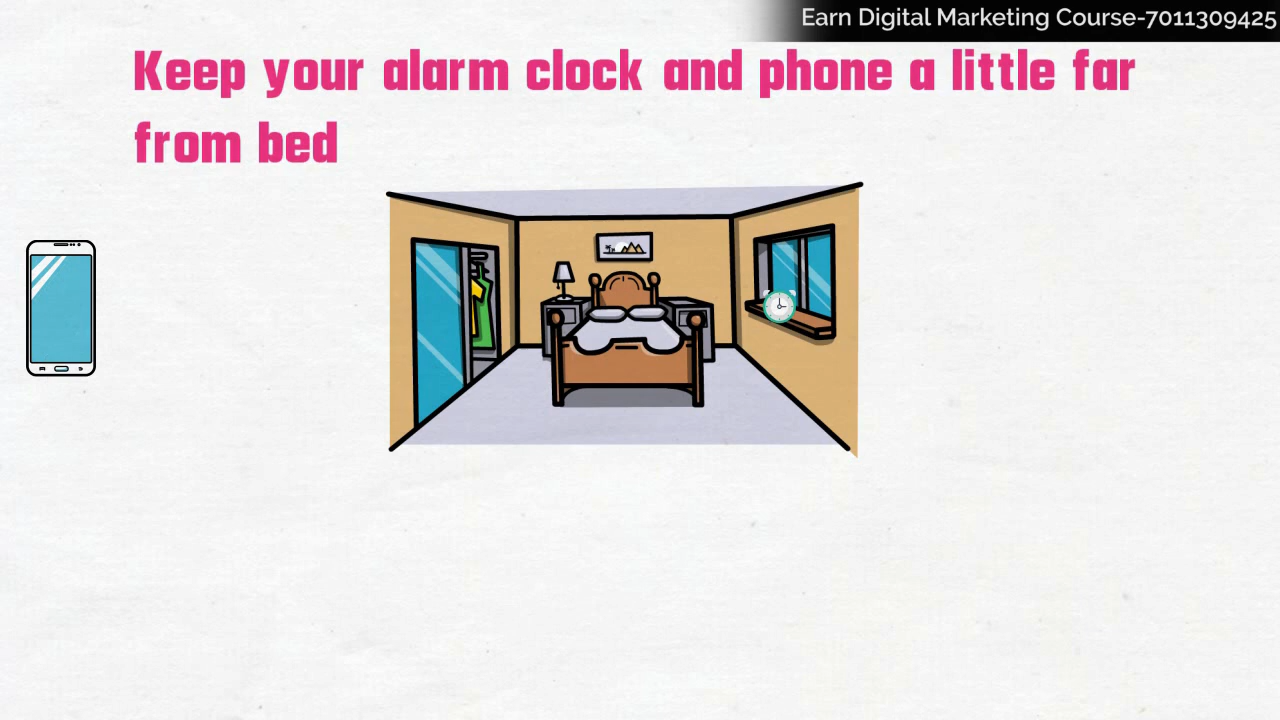 Earn Digital Marketing Course-7011309425
Keep your alarm clock and phone a little far
from bed